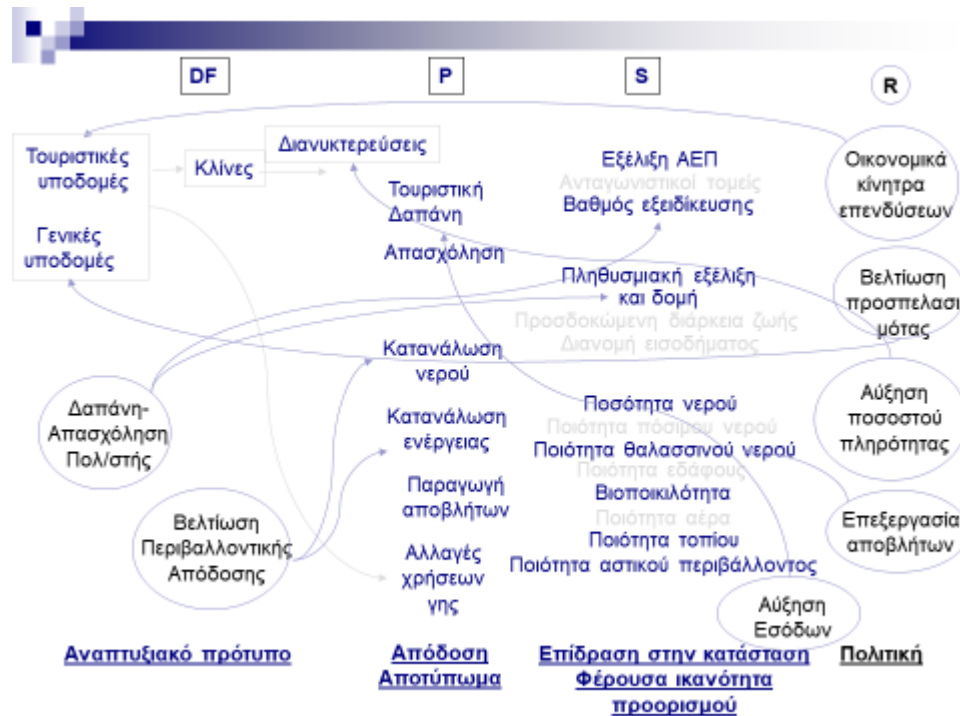 DF
P
S
R
Τουριστικές
υποδομές
Γενικές
υποδομές
Κλίνες
Διανυκτερεύσεις
Τουριστική
Δαπάνη
Απασχόληση
Εξέλιξη ΑΕΠ
Ανταγωνιστικοί τομείς
Βαθμός εξειδίκευσης
Πληθυσμιακή εξέλιξη
και δομή
Προσδοκώμενη διάρκεια ζωής
Διανομή εισοδήματος
Οικονομικά
κίνητρα
επενδύσεων
Βελτίωση
προσπελασι
μότας
Αύξηση
ποσοστού
πληρότητας
Επεξεργασία
αποβλήτων
Δαπάνη-
Απασχόληση
Πολ/στής
Βελτίωση
Περιβαλλοντικής
Απόδοσης
Κατανάλωση
νερού
Κατανάλωση
ενέργειας
Παραγωγή
αποβλήτων
Αλλαγές
χρήσεων
γης
Ποσότητα νερού
Ποιότητα πόσιμου νερού
Ποιότητα θαλασσινού νερού
Ποιότητα εδάφους
Βιοποικιλότητα
Ποιότητα αέρα
Ποιότητα τοπίου
Ποιότητα αστικού περιβάλλοντος
Αύξηση
Εσόδων
Αναπτυξιακό πρότυπο
Απόδοση
Αποτύπωμα
Επίδραση στην κατάσταση
Φέρουσα ικανότητα
προορισμού
Πολιτική